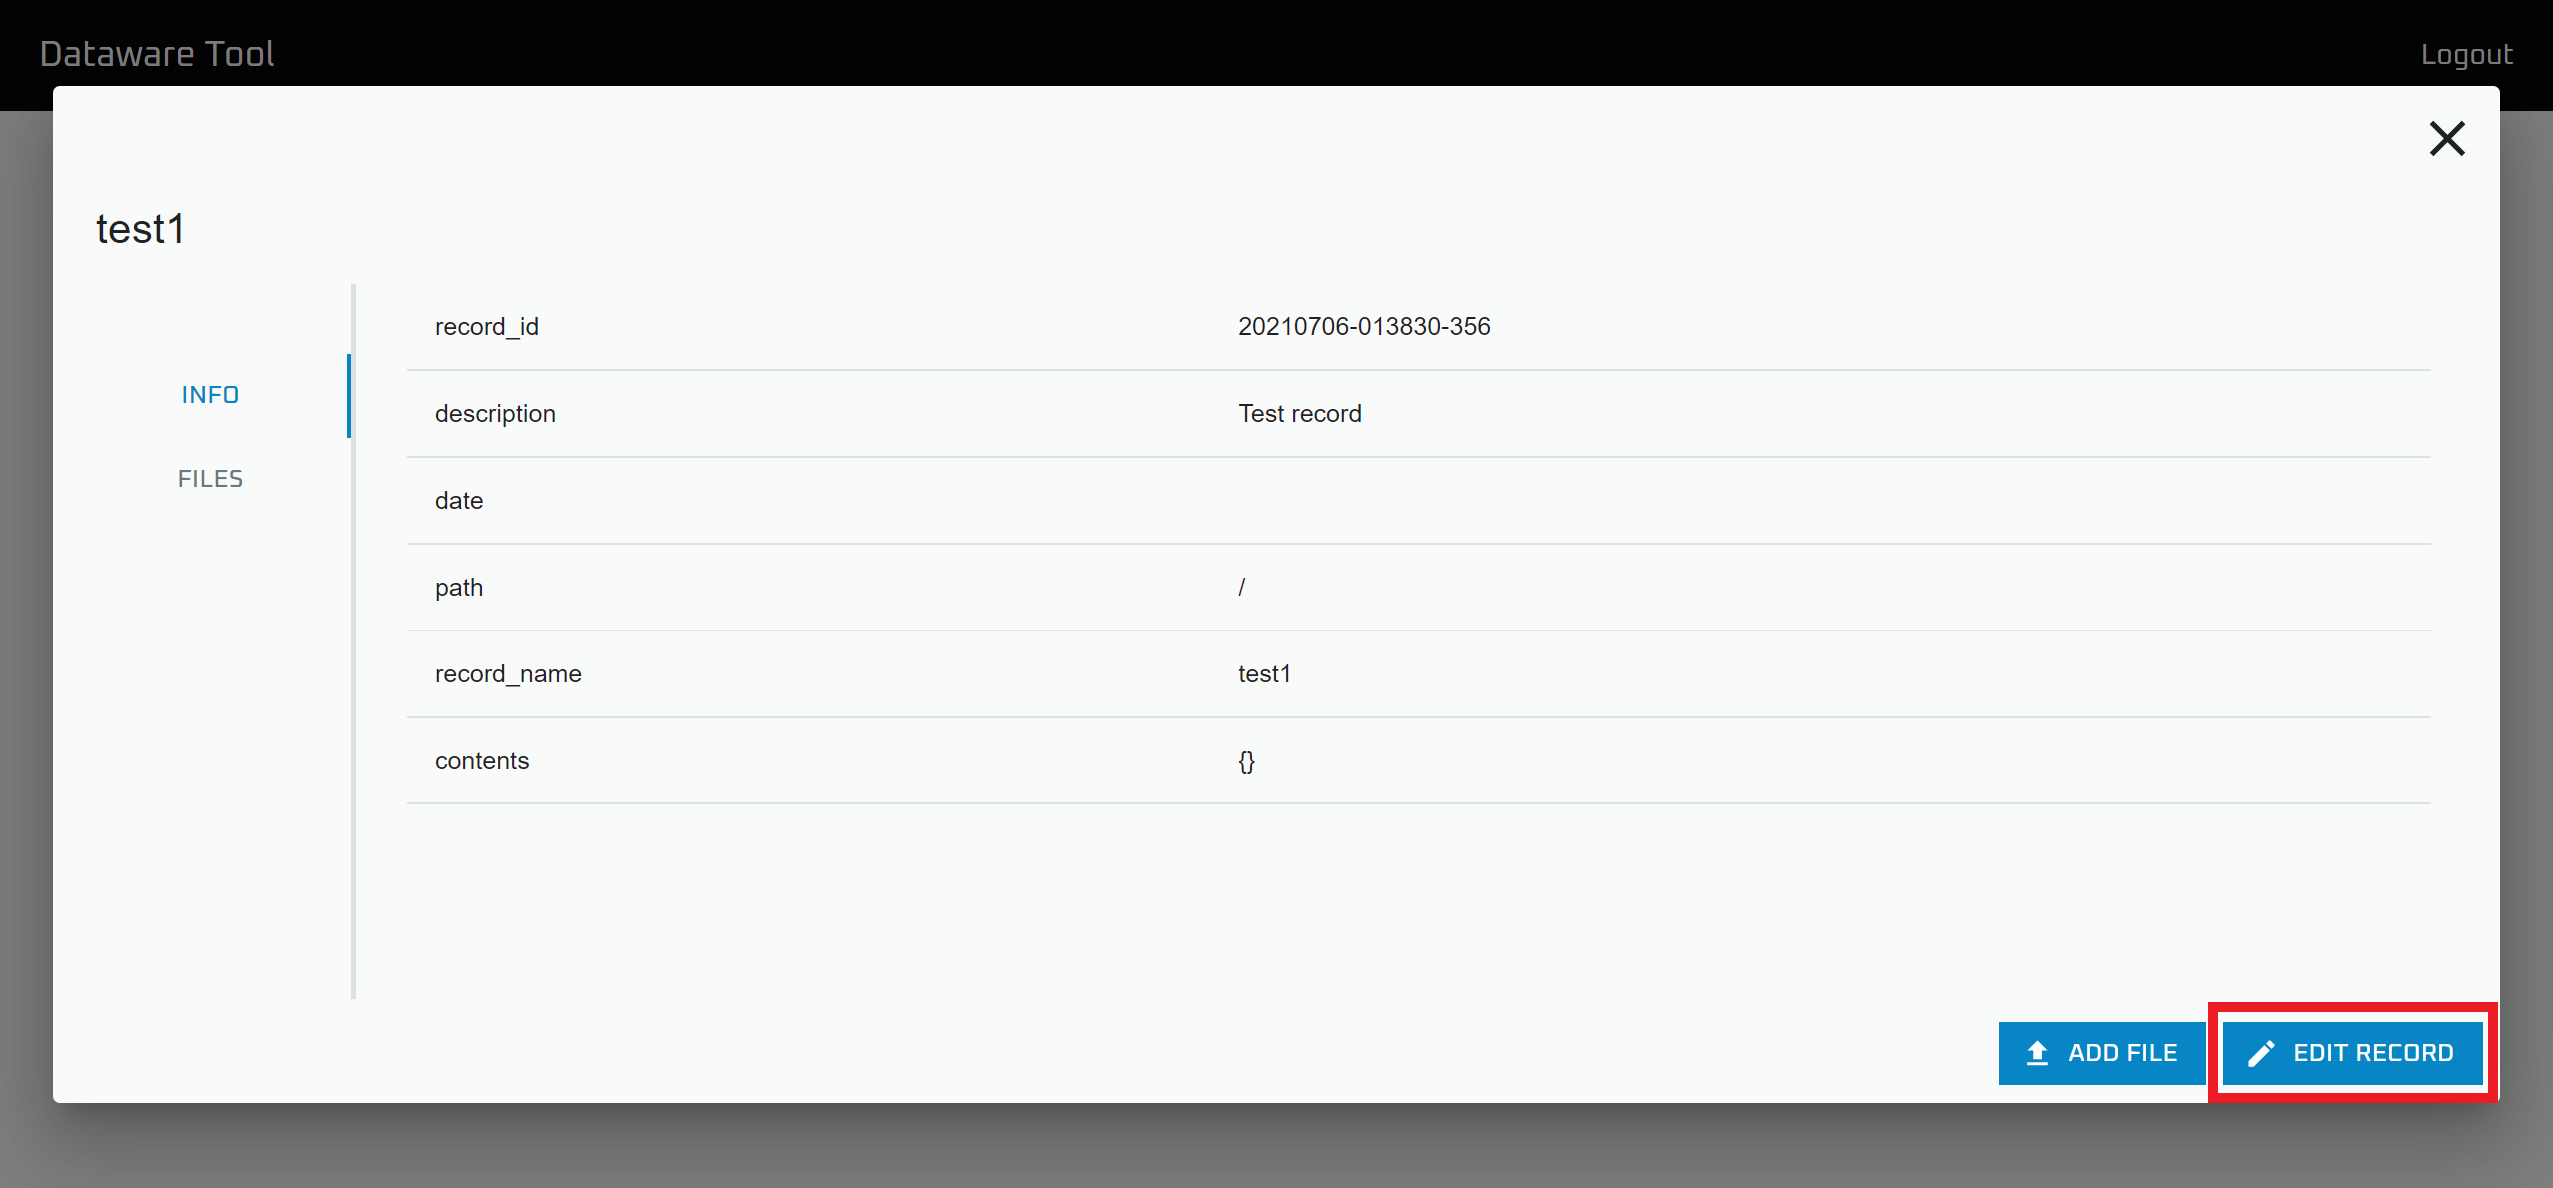 Dataware Tool
Logout
test1
INFO
FILES
record_id 20210706-013830-356
description Test record
date
path /
record_name test1
contents {}
ADD FILE
EDIT RECORD